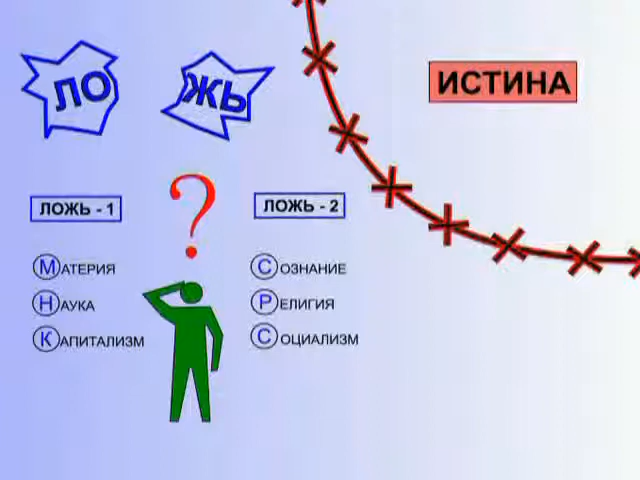 ЛО ЖЬ
ИСТИНА
ЛОЖЬ - 1
МАТЕРИЯ
НАУКА
КАПИТАЛИЗМ
?
ЛОЖЬ - 2
СОЗНАНИЕ
РЕЛИГИЯ
СОЦИАЛИЗМ